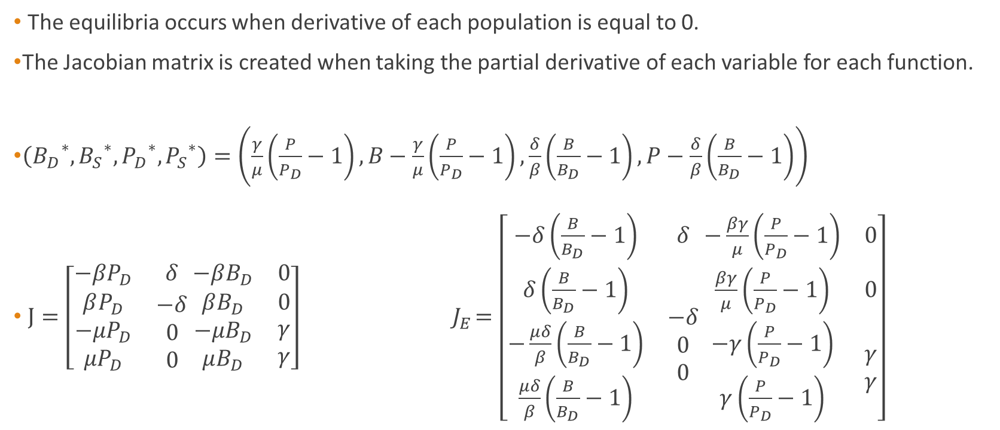 • The equilibria occurs when derivative of each population is equal to 0.
•The Jacobian matrix is created when taking the partial derivative of each variable for each function.
•$(B_D{}^*, B_S{}^*, P_D{}^*, P_S{}^*) = \left(\frac{\gamma}{\mu}\left(\frac{P}{P_D} - 1\right), B - \frac{\gamma}{\mu}\left(\frac{P}{P_D} - 1\right), \frac{\delta}{\beta}\left(\frac{B}{B_D} - 1\right), P - \frac{\delta}{\beta}\left(\frac{B}{B_D} - 1\right)\right)$
• $J = \begin{bmatrix} -\beta P_D & \delta & -\beta B_D & 0 \\ \beta P_D & -\delta & \beta B_D & 0 \\ -\mu P_D & 0 & -\mu B_D & \gamma \\ \mu P_D & 0 & \mu B_D & \gamma \end{bmatrix}$
$J_E = \begin{bmatrix} -\delta\left(\frac{B}{B_D} - 1\right) & \delta & -\frac{\beta\gamma}{\mu}\left(\frac{P}{P_D} - 1\right) & 0 \\ \delta\left(\frac{B}{B_D} - 1\right) & -\delta & \frac{\beta\gamma}{\mu}\left(\frac{P}{P_D} - 1\right) & 0 \\ -\frac{\mu\delta}{\beta}\left(\frac{B}{B_D} - 1\right) & 0 & -\gamma\left(\frac{P}{P_D} - 1\right) & \gamma \\ \frac{\mu\delta}{\beta}\left(\frac{B}{B_D} - 1\right) & 0 & \gamma\left(\frac{P}{P_D} - 1\right) & \gamma \end{bmatrix}$